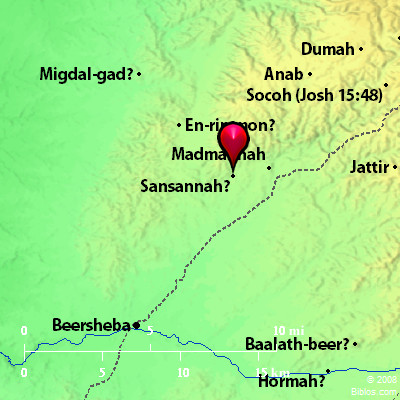 Dumah
Migdal-gad?
Anab
Socoh (Josh 15:48)
En-rimmon?
Madmannah
Jattir
Sansannah?
Beersheba
0 5 10 mi
Baalath-beer?
0 5 10 15 km
Hormah?
© 2008
Biblos.com